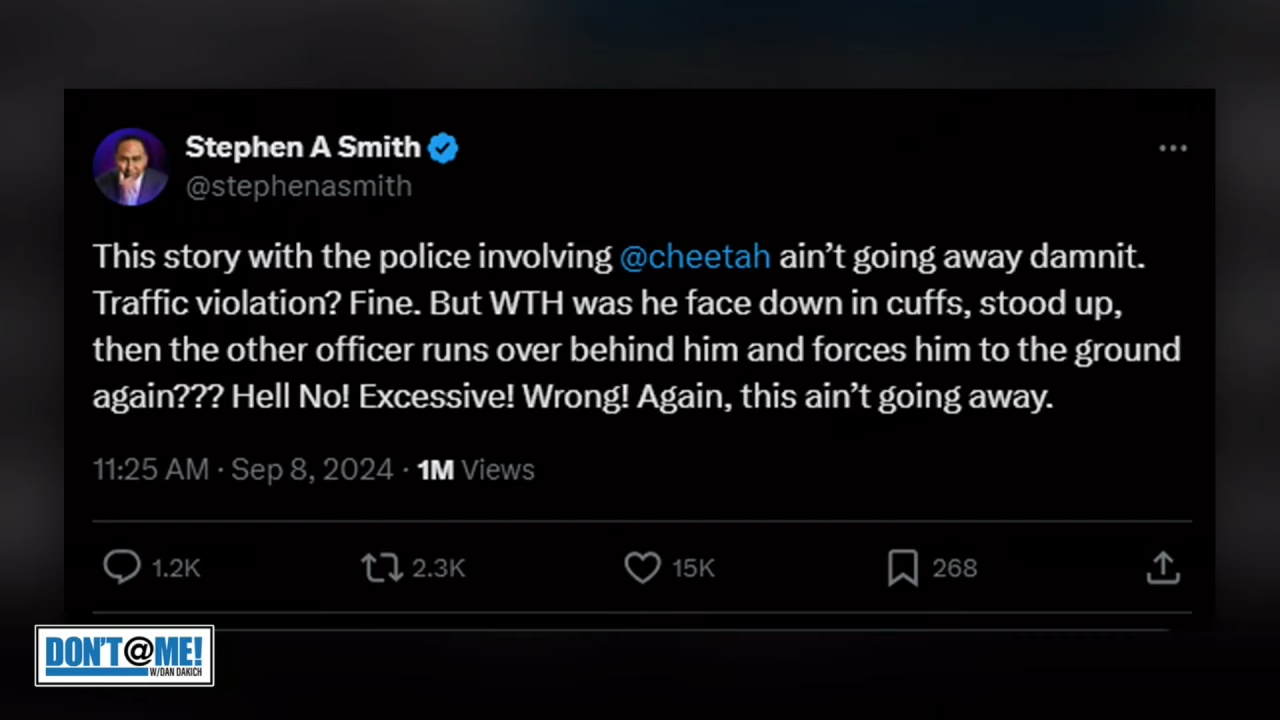 Stephen A Smith
@stephenasmith
This story with the police involving @cheetah ain’t going away damnit.
Traffic violation? Fine. But WTH was he face down in cuffs, stood up,
then the other officer runs over behind him and forces him to the ground
again??? Hell No! Excessive! Wrong! Again, this ain’t going away.
11:25 AM · Sep 8, 2024 · 1M Views
1.2K 2.3K 15K 268
DON'T@ME!
W/DAN DAKICH